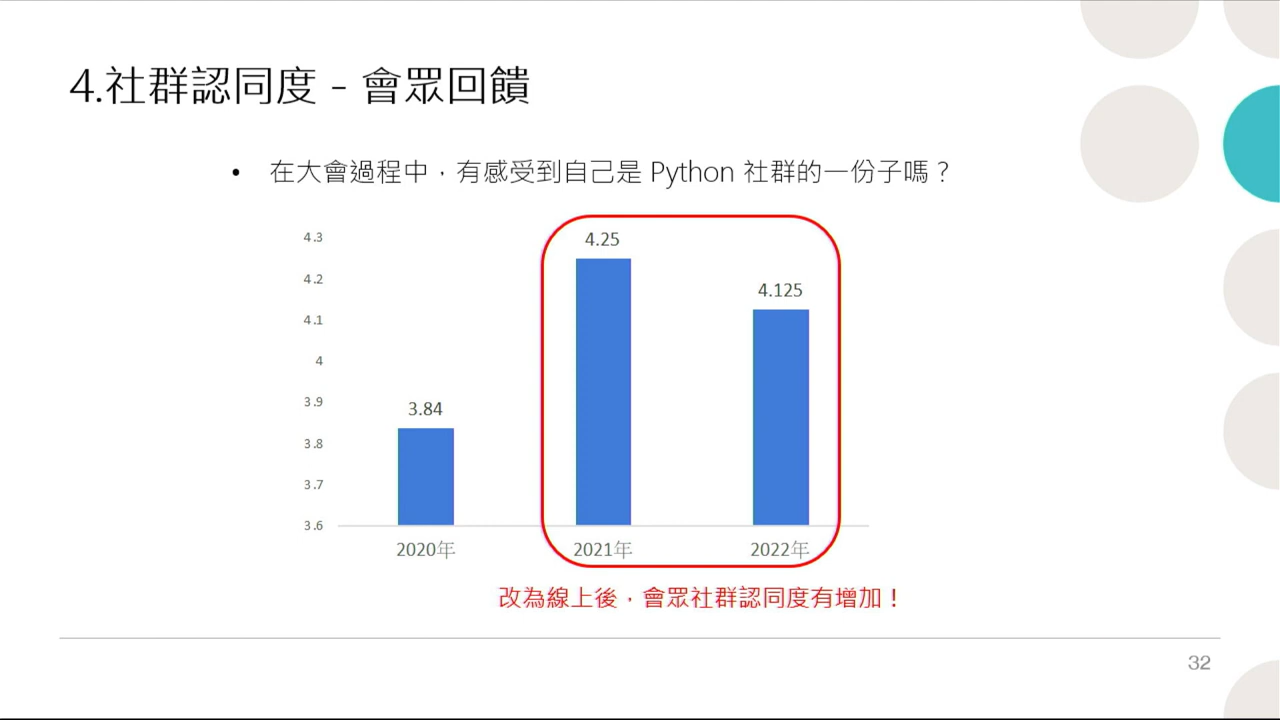 4.社群認同度 - 會眾回饋
• 在大會過程中，有感受到自己是 Python 社群的一份子嗎？
4.3
4.2
4.1
4
3.9
3.8
3.7
3.6
3.84
4.25
4.125
2020年
2021年
2022年
改為線上後，會眾社群認同度有增加！
32